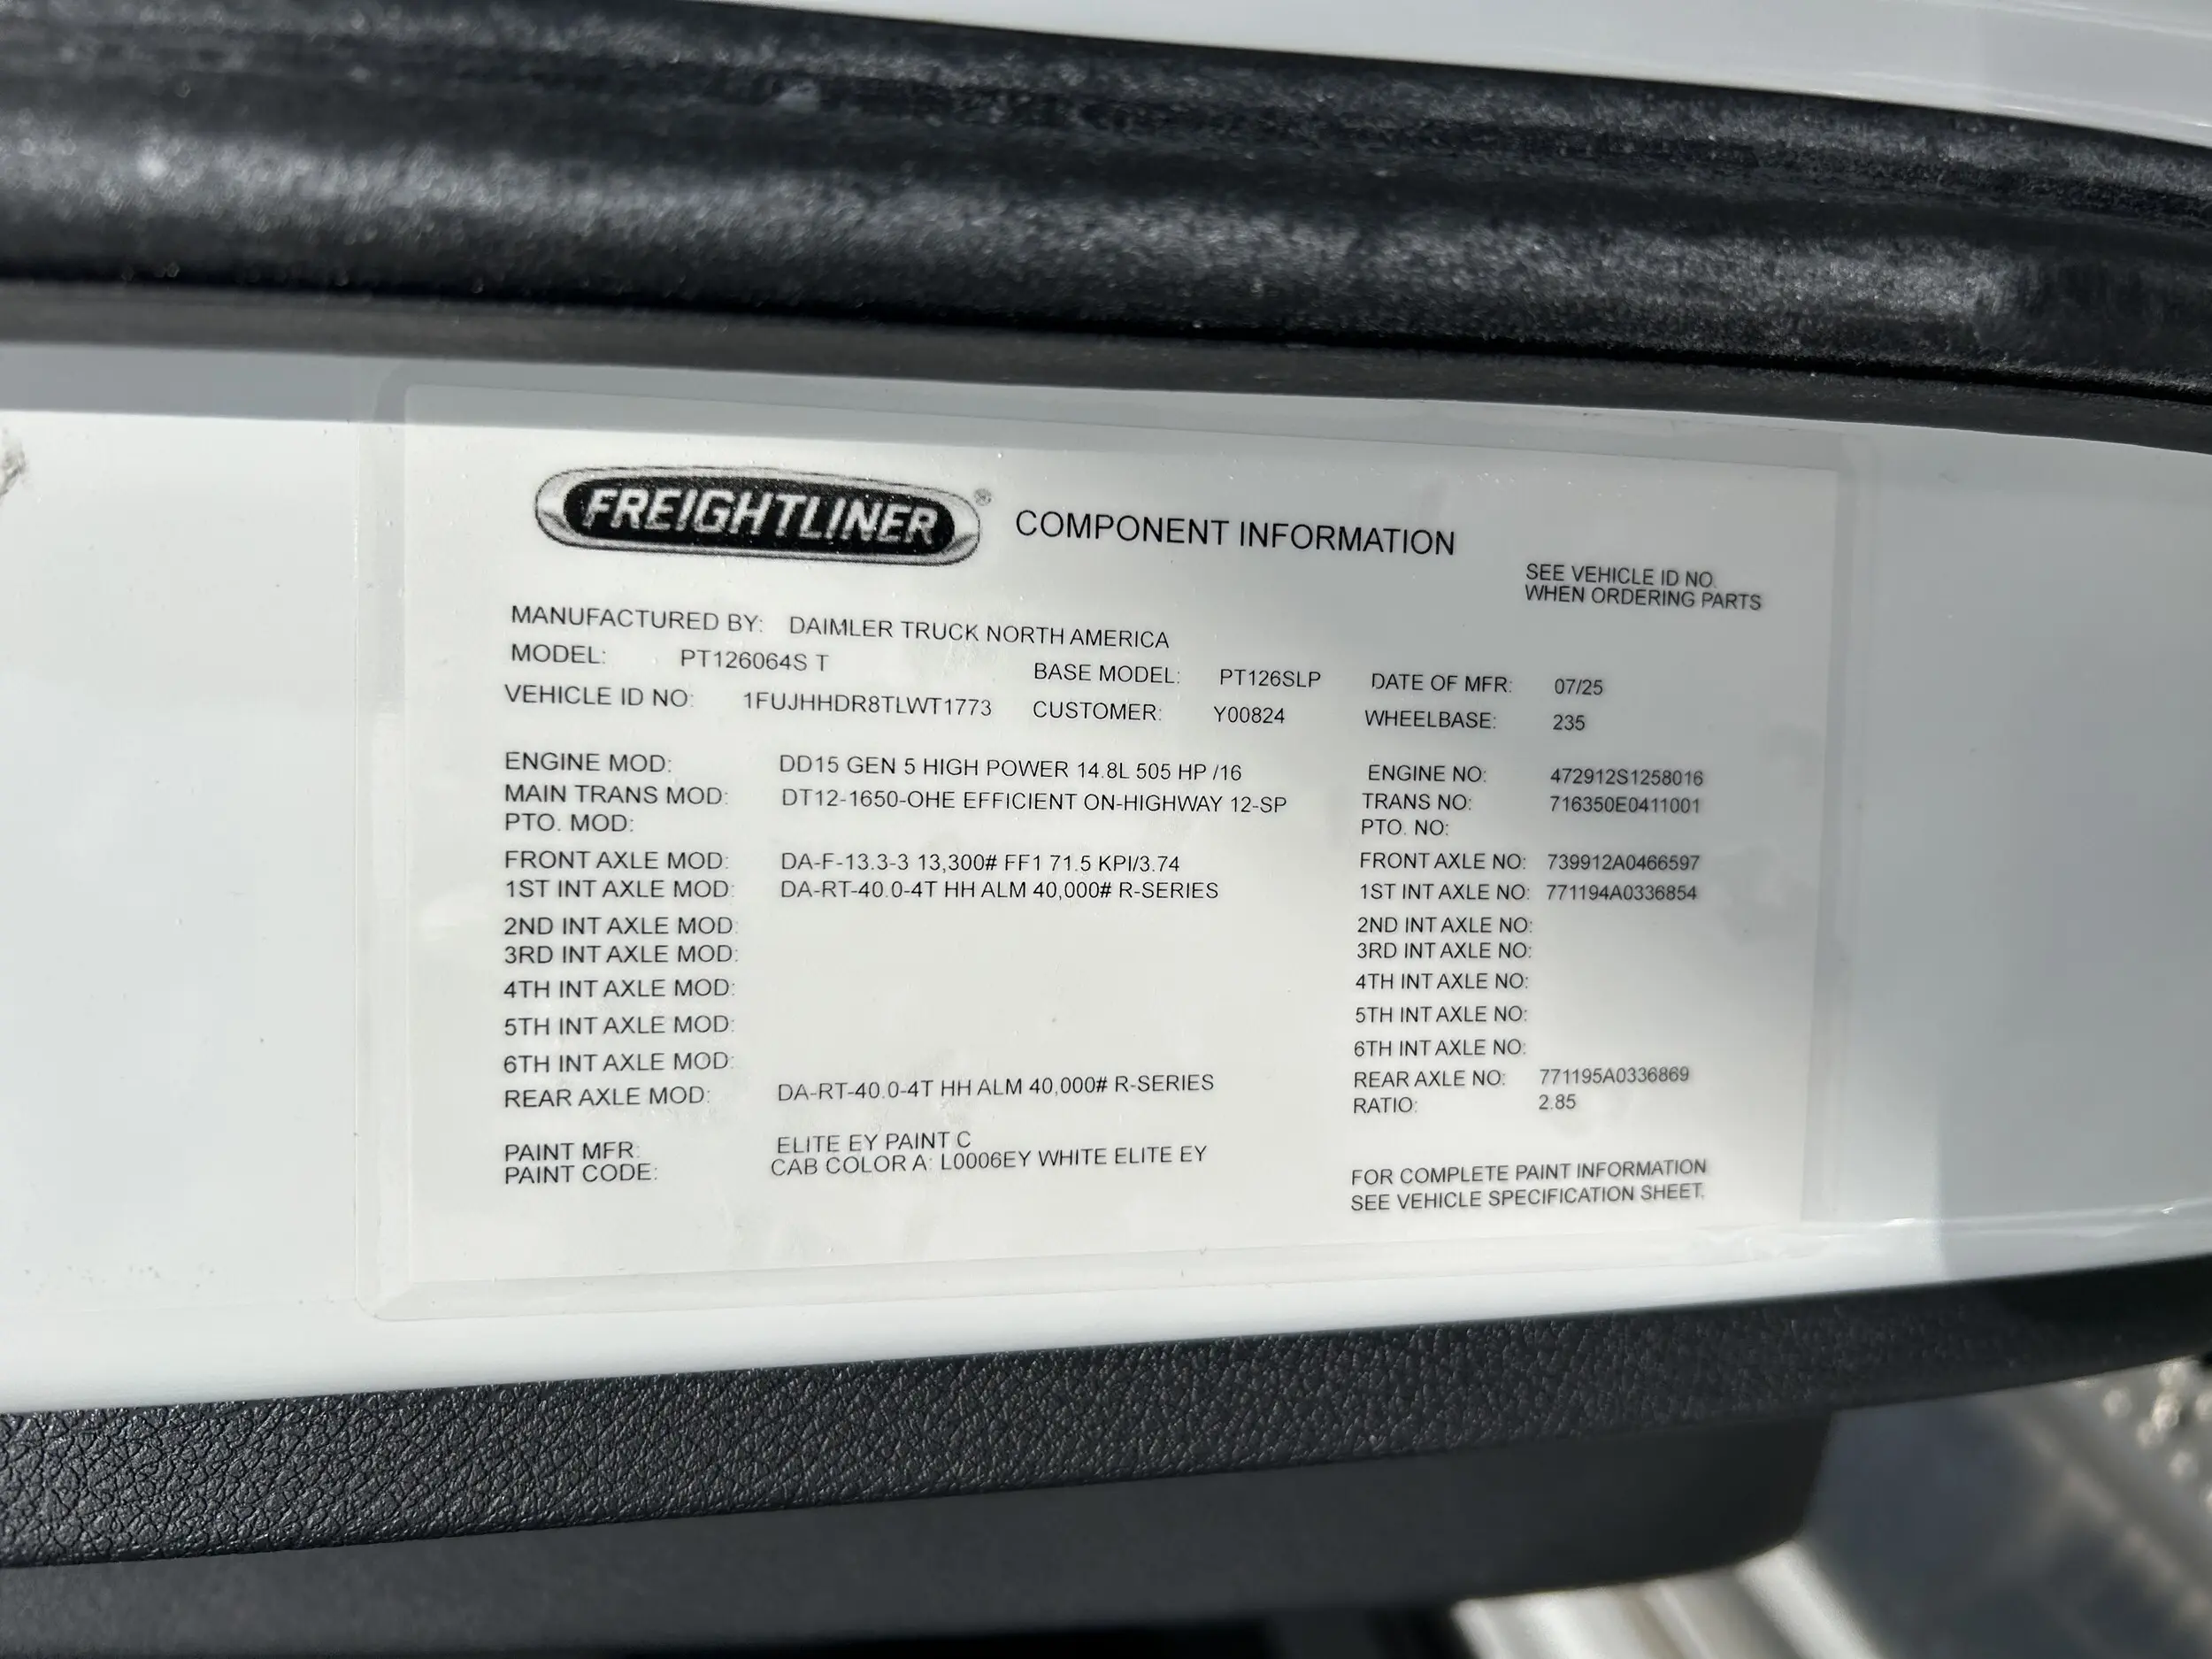 FREIGHTLINER® COMPONENT INFORMATION
SEE VEHICLE ID NO.
WHEN ORDERING PARTS
MANUFACTURED BY: DAIMLER TRUCK NORTH AMERICA
MODEL: PT126064S T BASE MODEL: PT126SLP DATE OF MFR: 07/25
VEHICLE ID NO: 1FUJHHDR8TLWT1773 CUSTOMER: Y00824 WHEELBASE: 235
ENGINE MOD: DD15 GEN 5 HIGH POWER 14.8L 505 HP /16 ENGINE NO: 472912S1258016
MAIN TRANS MOD: DT12-1650-OHE EFFICIENT ON-HIGHWAY 12-SP TRANS NO: 716350E0411001
PTO. MOD: PTO. NO:
FRONT AXLE MOD: DA-F-13.3-3 13,300# FF1 71.5 KPI/3.74 FRONT AXLE NO: 739912A0466597
1ST INT AXLE MOD: DA-RT-40.0-4T HH ALM 40,000# R-SERIES 1ST INT AXLE NO: 771194A0336854
2ND INT AXLE MOD: 2ND INT AXLE NO:
3RD INT AXLE MOD: 3RD INT AXLE NO:
4TH INT AXLE MOD: 4TH INT AXLE NO:
5TH INT AXLE MOD: 5TH INT AXLE NO:
6TH INT AXLE MOD: 6TH INT AXLE NO:
REAR AXLE MOD: DA-RT-40.0-4T HH ALM 40,000# R-SERIES REAR AXLE NO: 771195A0336869
RATIO: 2.85
PAINT MFR: ELITE EY PAINT C
PAINT CODE: CAB COLOR A: L0006EY WHITE ELITE EY
FOR COMPLETE PAINT INFORMATION
SEE VEHICLE SPECIFICATION SHEET.